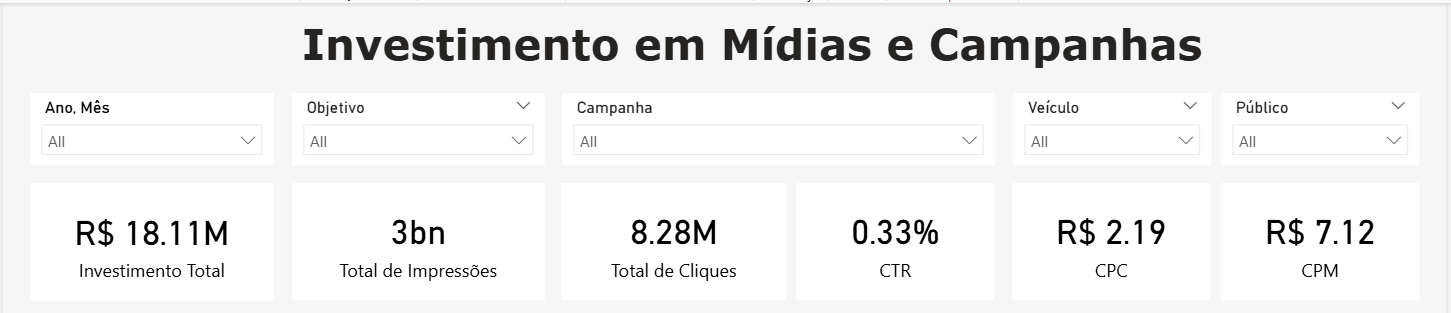 Investimento em Mídias e Campanhas
Ano, Mês
All
Objetivo
All
Campanha
All
Veículo
All
Público
All
R$ 18.11M
Investimento Total
3bn
Total de Impressões
8.28M
Total de Cliques
0.33%
CTR
R$ 2.19
CPC
R$ 7.12
CPM